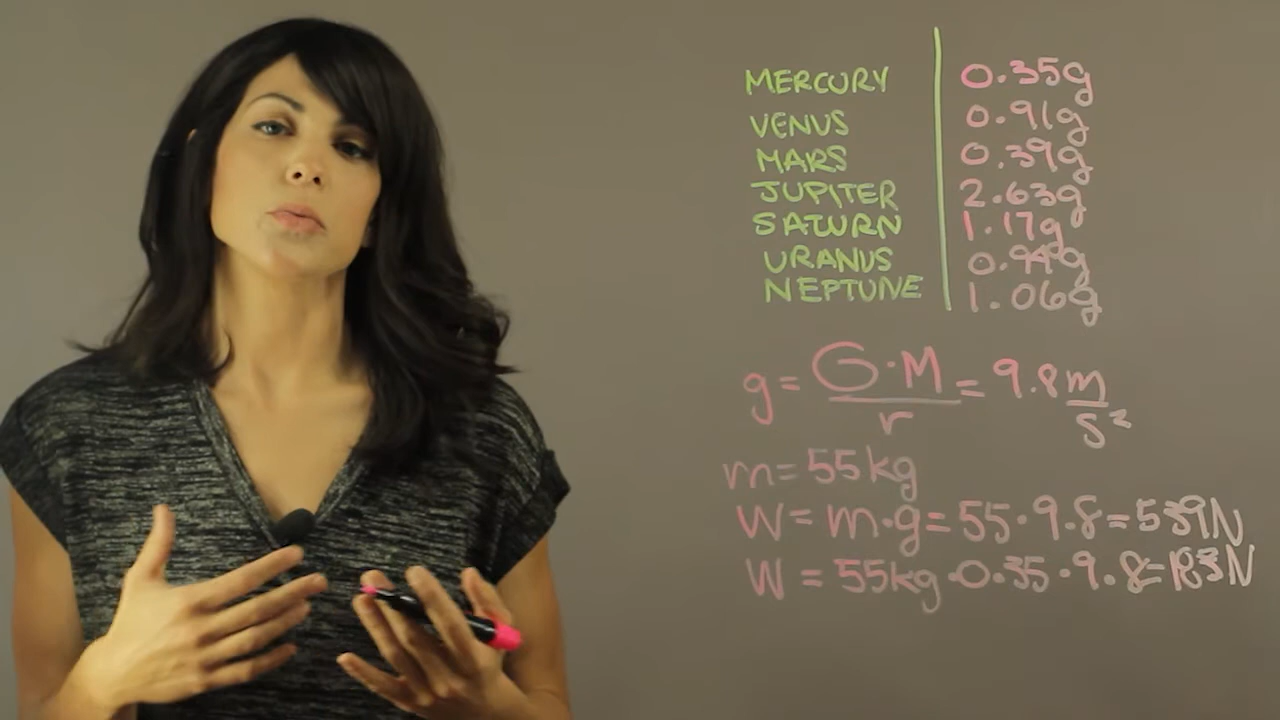 MERCURY 0.35g
VENUS 0.91g
MARS 0.39g
JUPITER 2.63g
SATURN 1.17g
URANUS
NEPTUNE 1.06g
g = G·M / r = 9.8 m / s²
m = 55 kg
W = m·g = 55·9.8 = 539N
W = 55kg·0.35·9.8=